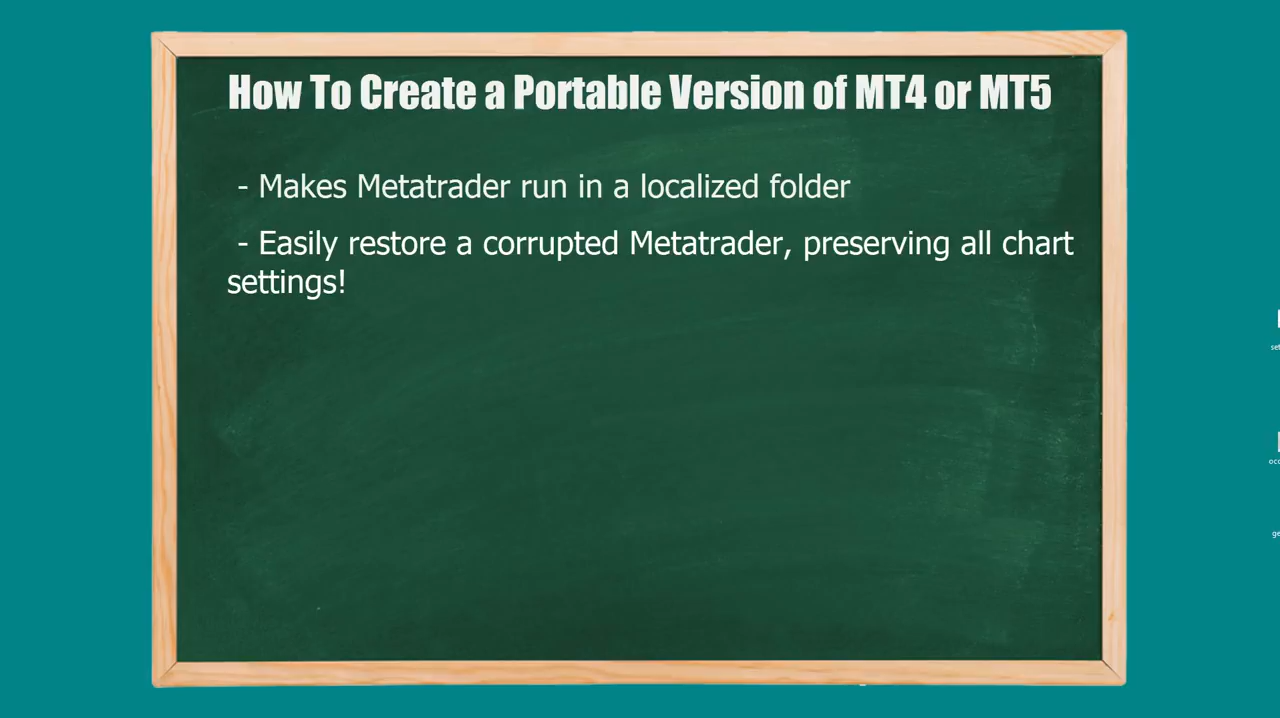 How To Create a Portable Version of MT4 or MT5
- Makes Metatrader run in a localized folder
- Easily restore a corrupted Metatrader, preserving all chart
settings!